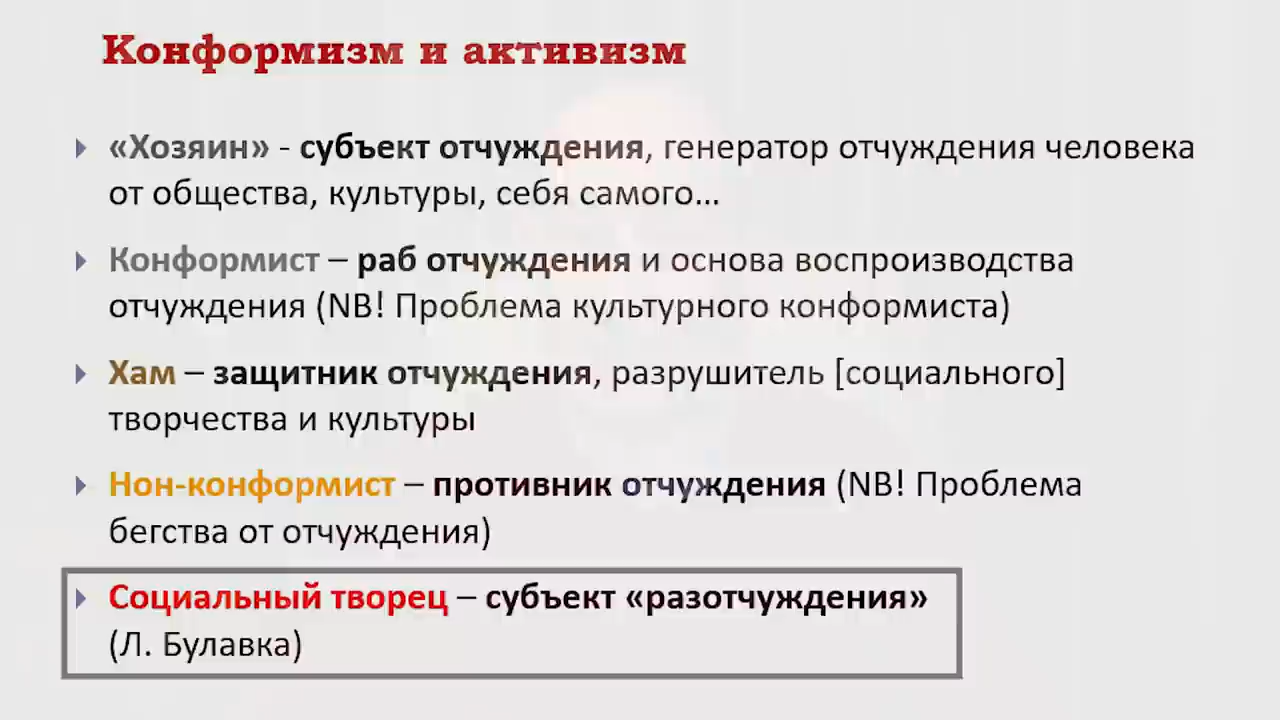 Конформизм и активизм
«Хозяин» - субъект отчуждения, генератор отчуждения человека
от общества, культуры, себя самого…
Конформист – раб отчуждения и основа воспроизводства
отчуждения (NB! Проблема культурного конформиста)
Хам – защитник отчуждения, разрушитель [социального]
творчества и культуры
Нон-конформист – противник отчуждения (NB! Проблема
бегства от отчуждения)
Социальный творец – субъект «разотчуждения»
(Л. Булавка)